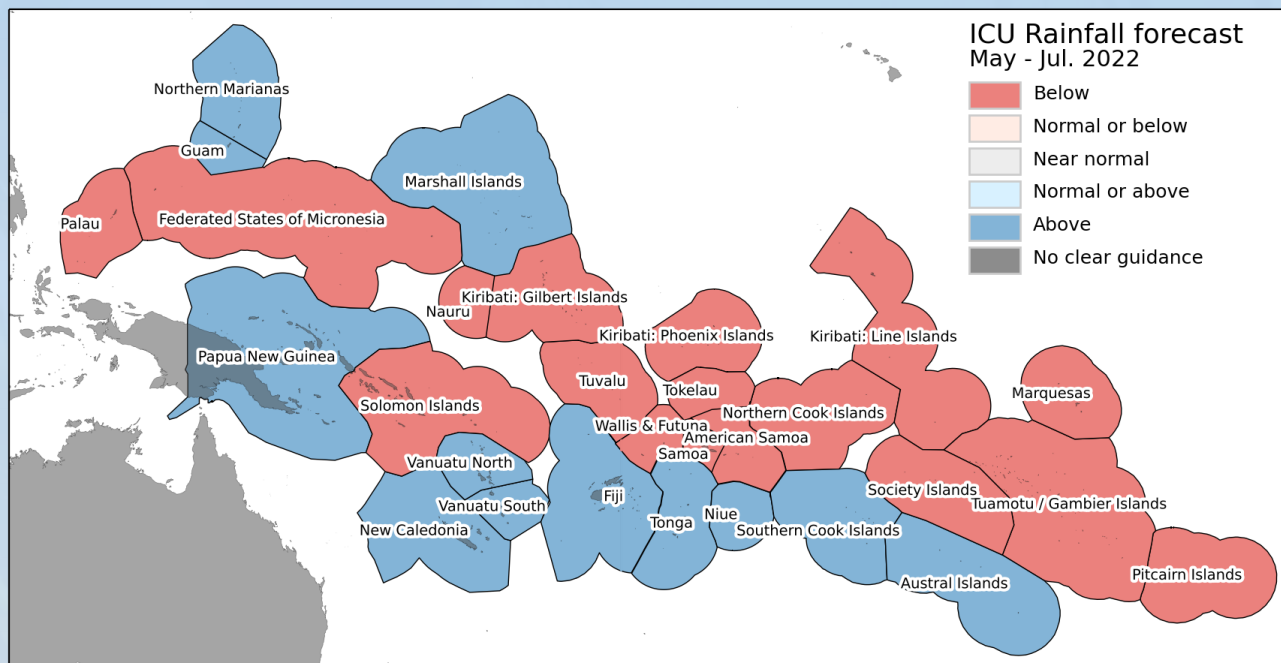 ICU Rainfall forecast
May - Jul. 2022
Below
Normal or below
Near normal
Normal or above
Above
No clear guidance
Northern Marianas
Guam
Marshall Islands
Palau
Federated States of Micronesia
Nauru
Kiribati: Gilbert Islands
Kiribati: Phoenix Islands
Kiribati: Line Islands
Papua New Guinea
Tuvalu
Tokelau
Marquesas
Solomon Islands
Northern Cook Islands
Wallis & Futuna
American Samoa
Samoa
Vanuatu North
Society Islands
Fiji
Tuamotu / Gambier Islands
Vanuatu South
Niue
Tonga
New Caledonia
Southern Cook Islands
Pitcairn Islands
Austral Islands